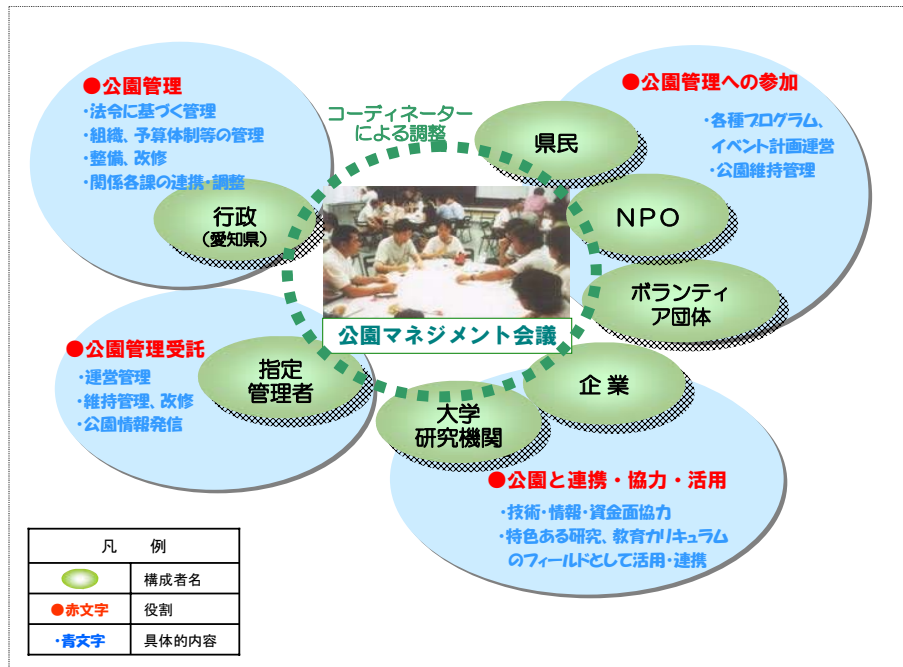 ●公園管理
・法令に基づく管理
・組織、予算体制等の管理
・整備、改修
・関係各課の連携・調整
行政
（愛知県）
コーディネーター
による調整
●公園管理への参加
・各種プログラム、
イベント計画運営
・公園維持管理
県民
NPO
ボランティ
ア団体
公園マネジメント会議
●公園管理受託
・運営管理
・維持管理、改修
・公園情報発信
指定
管理者
大学
研究機関
企業
●公園と連携・協力・活用
・技術・情報・資金面協力
・特色ある研究、教育カリキュラム
のフィールドとして活用・連携
凡　例
構成者名
●赤文字 役割
・青文字 具体的内容